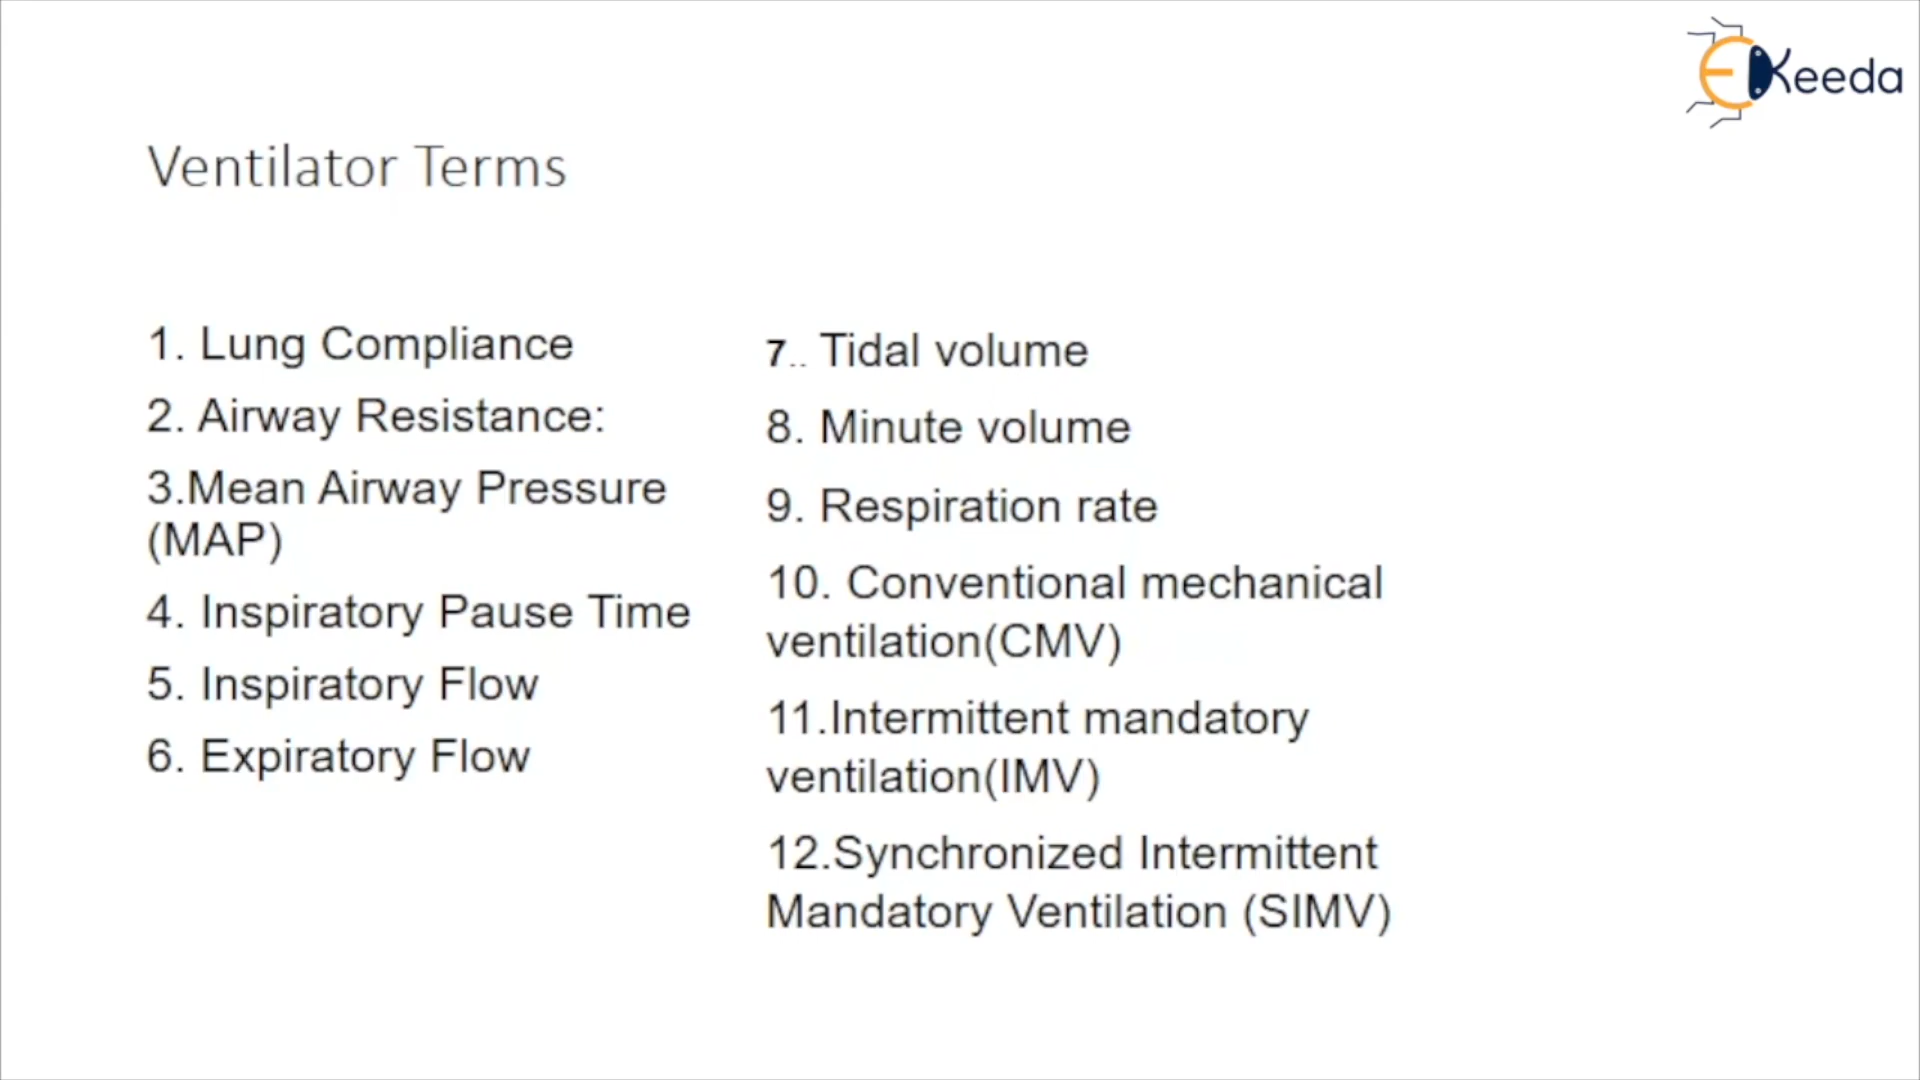 EKeeda
Ventilator Terms
1. Lung Compliance
2. Airway Resistance:
3.Mean Airway Pressure
(MAP)
4. Inspiratory Pause Time
5. Inspiratory Flow
6. Expiratory Flow
7.. Tidal volume
8. Minute volume
9. Respiration rate
10. Conventional mechanical
ventilation(CMV)
11.Intermittent mandatory
ventilation(IMV)
12.Synchronized Intermittent
Mandatory Ventilation (SIMV)